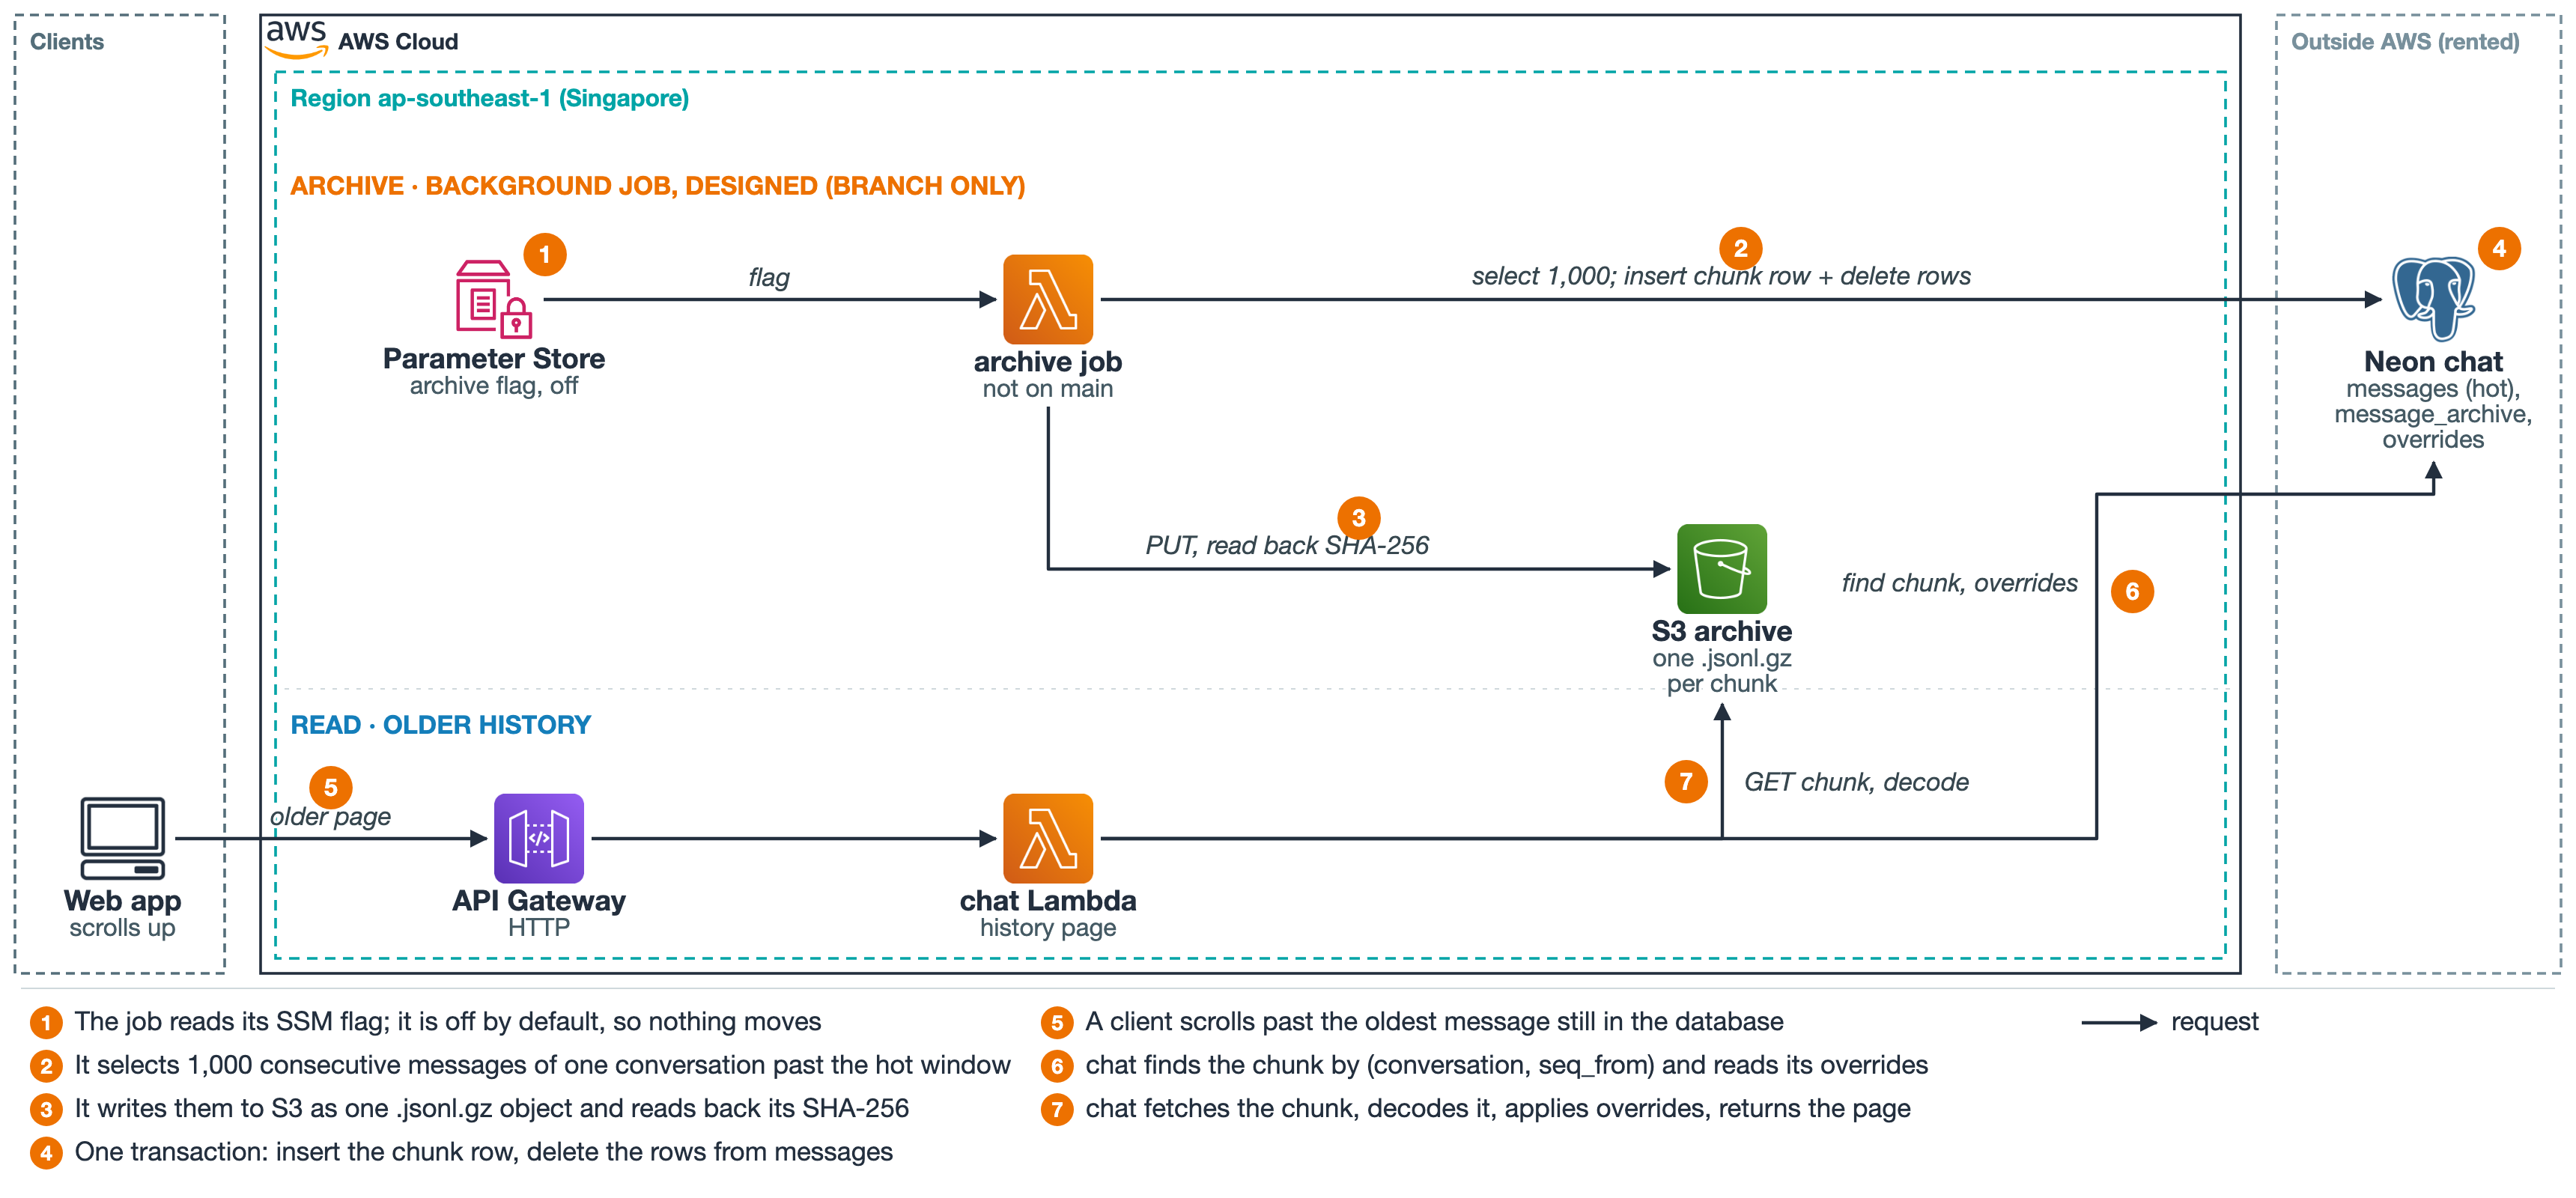 Clients
aws
AWS Cloud
Outside AWS (rented)
Region ap-southeast-1 (Singapore)
ARCHIVE · BACKGROUND JOB, DESIGNED (BRANCH ONLY)
1
flag
2
select 1,000; insert chunk row + delete rows
4
Parameter Store
archive flag, off
archive job
not on main
Neon chat
messages (hot),
message_archive,
overrides
3
PUT, read back SHA-256
find chunk, overrides
6
S3 archive
one .jsonl.gz
per chunk
READ · OLDER HISTORY
5
older page
7
GET chunk, decode
</>
Web app
scrolls up
API Gateway
HTTP
chat Lambda
history page
1 The job reads its SSM flag; it is off by default, so nothing moves
2 It selects 1,000 consecutive messages of one conversation past the hot window
3 It writes them to S3 as one .jsonl.gz object and reads back its SHA-256
4 One transaction: insert the chunk row, delete the rows from messages
5 A client scrolls past the oldest message still in the database
6 chat finds the chunk by (conversation, seq_from) and reads its overrides
7 chat fetches the chunk, decodes it, applies overrides, returns the page
request